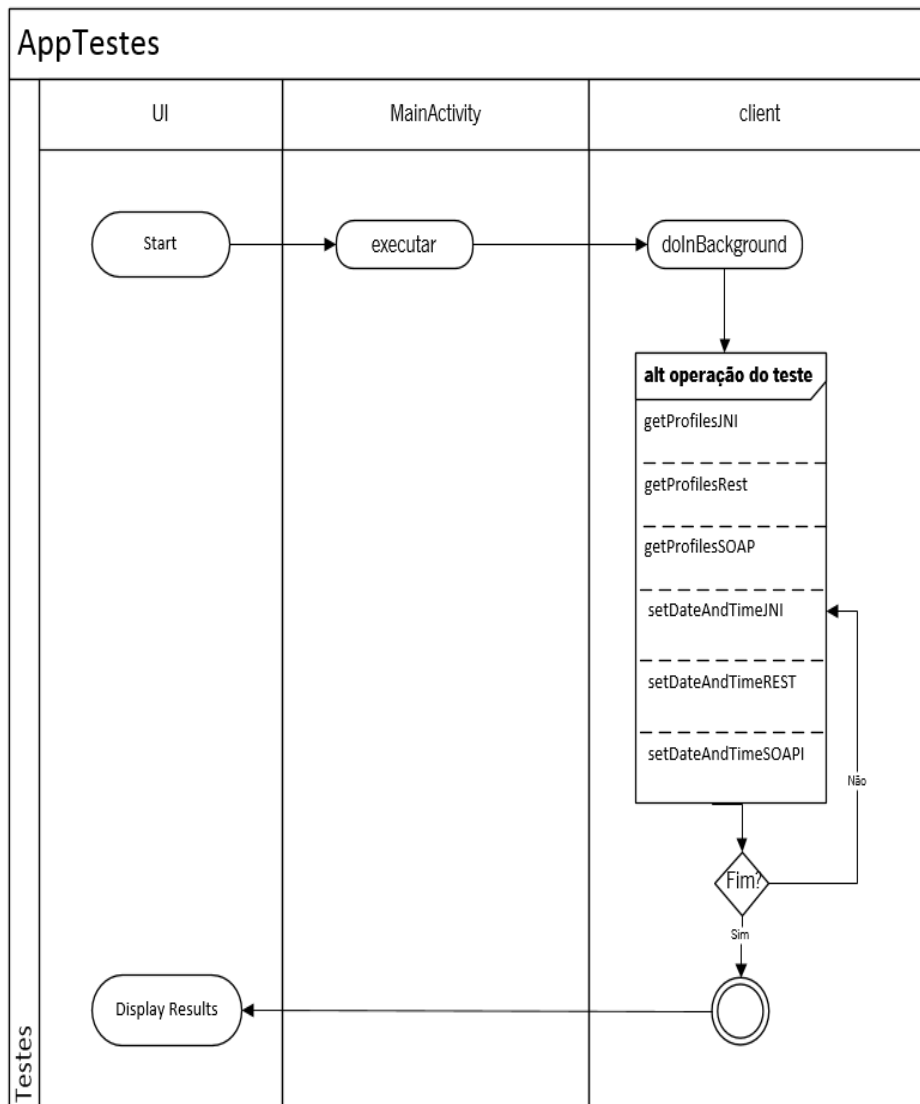 AppTestes
UI
MainActivity
client
Start
executar
doInBackground
alt operação do teste
getProfilesJNI
getProfilesRest
getProfilesSOAP
setDateAndTimeJNI
setDateAndTimeREST
setDateAndTimeSOAPI
Não
Fim?
Sim
Display Results
Testes